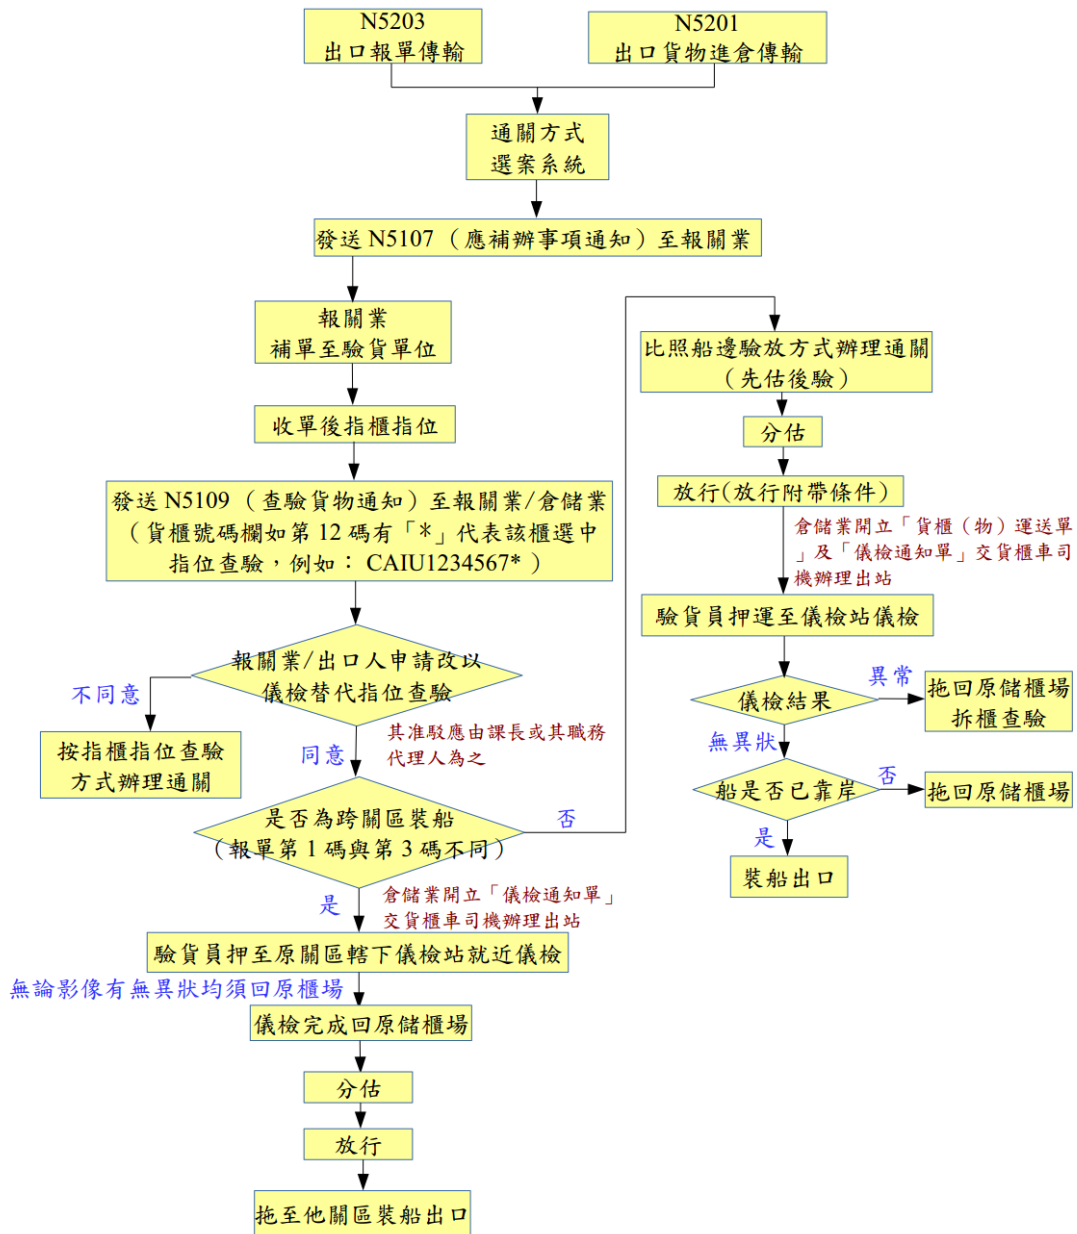 N5203
出口報單傳輸
N5201
出口貨物進倉傳輸
通關方式
選案系統
發送 N5107 （應補辦事項通知）至報關業
報關業
補單至驗貨單位
收單後指櫃指位
發送 N5109 （查驗貨物通知）至報關業/倉儲業
（貨櫃號碼欄如第 12 碼有「*」代表該櫃選中
指位查驗，例如： CAIU1234567* ）
報關業/出口人申請改以
儀檢替代指位查驗
不同意
按指櫃指位查驗
方式辦理通關
同意
其准駁應由課長或其職務
代理人為之
是否為跨關區裝船
（報單第 1 碼與第 3 碼不同）
否
是
倉儲業開立「儀檢通知單」
交貨櫃車司機辦理出站
驗貨員押至原關區轄下儀檢站就近儀檢
無論影像有無異狀均須回原櫃場
儀檢完成回原儲櫃場
分估
放行
拖至他關區裝船出口
比照船邊驗放方式辦理通關
（先估後驗）
分估
放行(放行附帶條件)
倉儲業開立「貨櫃（物）運送單
」及「儀檢通知單」交貨櫃車司
機辦理出站
驗貨員押運至儀檢站儀檢
儀檢結果
異常
拖回原儲櫃場
拆櫃查驗
無異狀
船是否已靠岸
否
拖回原儲櫃場
是
裝船出口